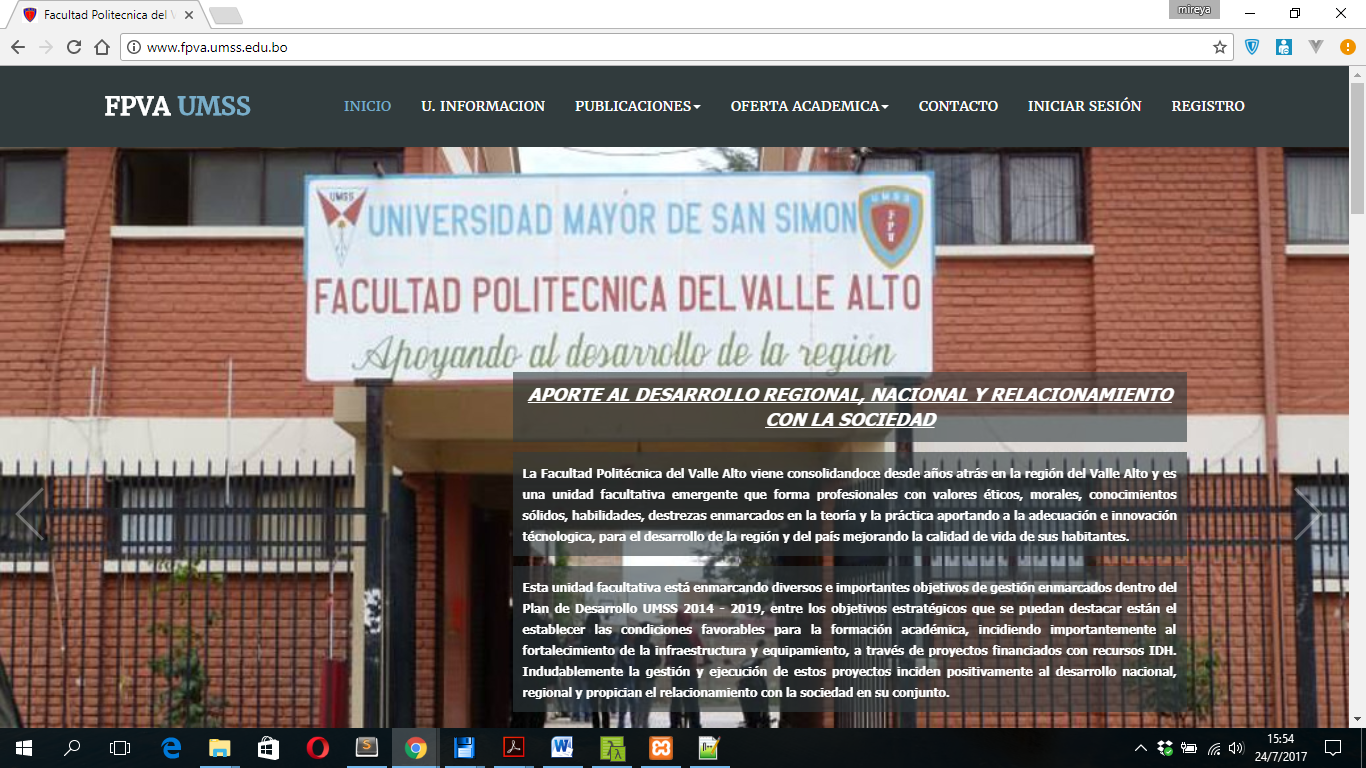 Facultad Politecnica del V
mireya
www.fpva.umss.edu.bo
FPVA UMSS
INICIO
U. INFORMACION
PUBLICACIONES
OFERTA ACADEMICA
CONTACTO
INICIAR SESIÓN
REGISTRO
UMSS
UNIVERSIDAD MAYÓR DE SAN SIMON
UMSS
FPV
FACULTAD POLITECNICA DEL VALLE ALTO
Apoyando al desarrollo de la región
APORTE AL DESARROLLO REGIONAL, NACIONAL Y RELACIONAMIENTO
CON LA SOCIEDAD
La Facultad Politécnica del Valle Alto viene consolidandoce desde años atrás en la región del Valle Alto y es
una unidad facultativa emergente que forma profesionales con valores éticos, morales, conocimientos
sólidos, habilidades, destrezas enmarcados en la teoría y la práctica aportando a la adecuación e innovación
técnologica, para el desarrollo de la región y del país mejorando la calidad de vida de sus habitantes.
Esta unidad facultativa está enmarcando diversos e importantes objetivos de gestión enmarcados dentro del
Plan de Desarrollo UMSS 2014 - 2019, entre los objetivos estratégicos que se puedan destacar están el
establecer las condiciones favorables para la formación académica, incidiendo importantemente al
fortalecimiento de la infraestructura y equipamiento, a través de proyectos financiados con recursos IDH.
Indudablemente la gestión y ejecución de estos proyectos inciden positivamente al desarrollo nacional,
regional y propician el relacionamiento con la sociedad en su conjunto.
15:54
24/7/2017